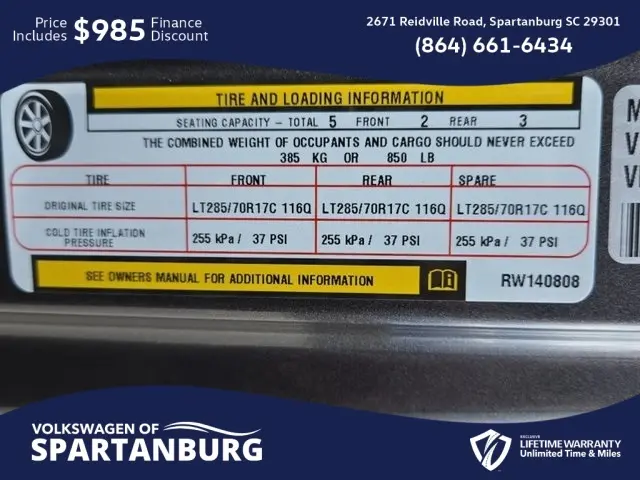 Price Includes $985 Finance Discount
2671 Reidville Road, Spartanburg SC 29301
(864) 661-6434
TIRE AND LOADING INFORMATION
SEATING CAPACITY - TOTAL 5 FRONT 2 REAR 3
THE COMBINED WEIGHT OF OCCUPANTS AND CARGO SHOULD NEVER EXCEED
385 KG OR 850 LB
TIRE FRONT REAR SPARE
ORIGINAL TIRE SIZE LT285/70R17C 116Q LT285/70R17C 116Q LT285/70R17C 116Q
COLD TIRE INFLATION PRESSURE 255 kPa / 37 PSI 255 kPa / 37 PSI 255 kPa / 37 PSI
SEE OWNERS MANUAL FOR ADDITIONAL INFORMATION
RW140808
VOLKSWAGEN OF
SPARTANBURG
EXCLUSIVE
LIFETIME WARRANTY
Unlimited Time & Miles